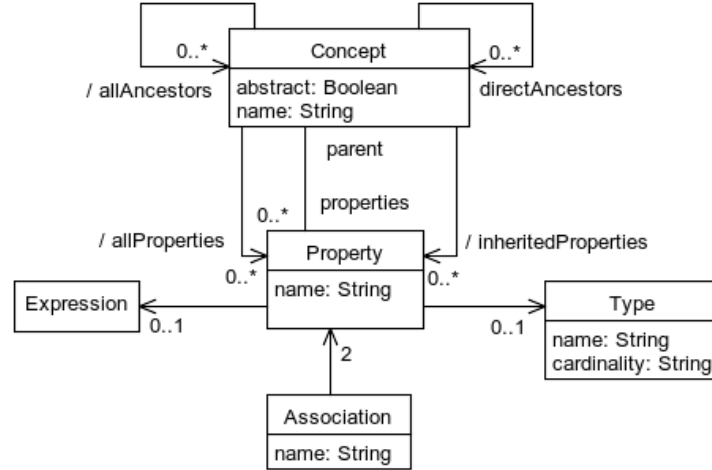 Concept
0..*
0..*
/ allAncestors
abstract: Boolean
directAncestors
name: String
parent
properties
0..*
/ allProperties
/ inheritedProperties
Property
0..*
0..*
name: String
Expression
Type
0..1
0..1
name: String
cardinality: String
2
Association
name: String